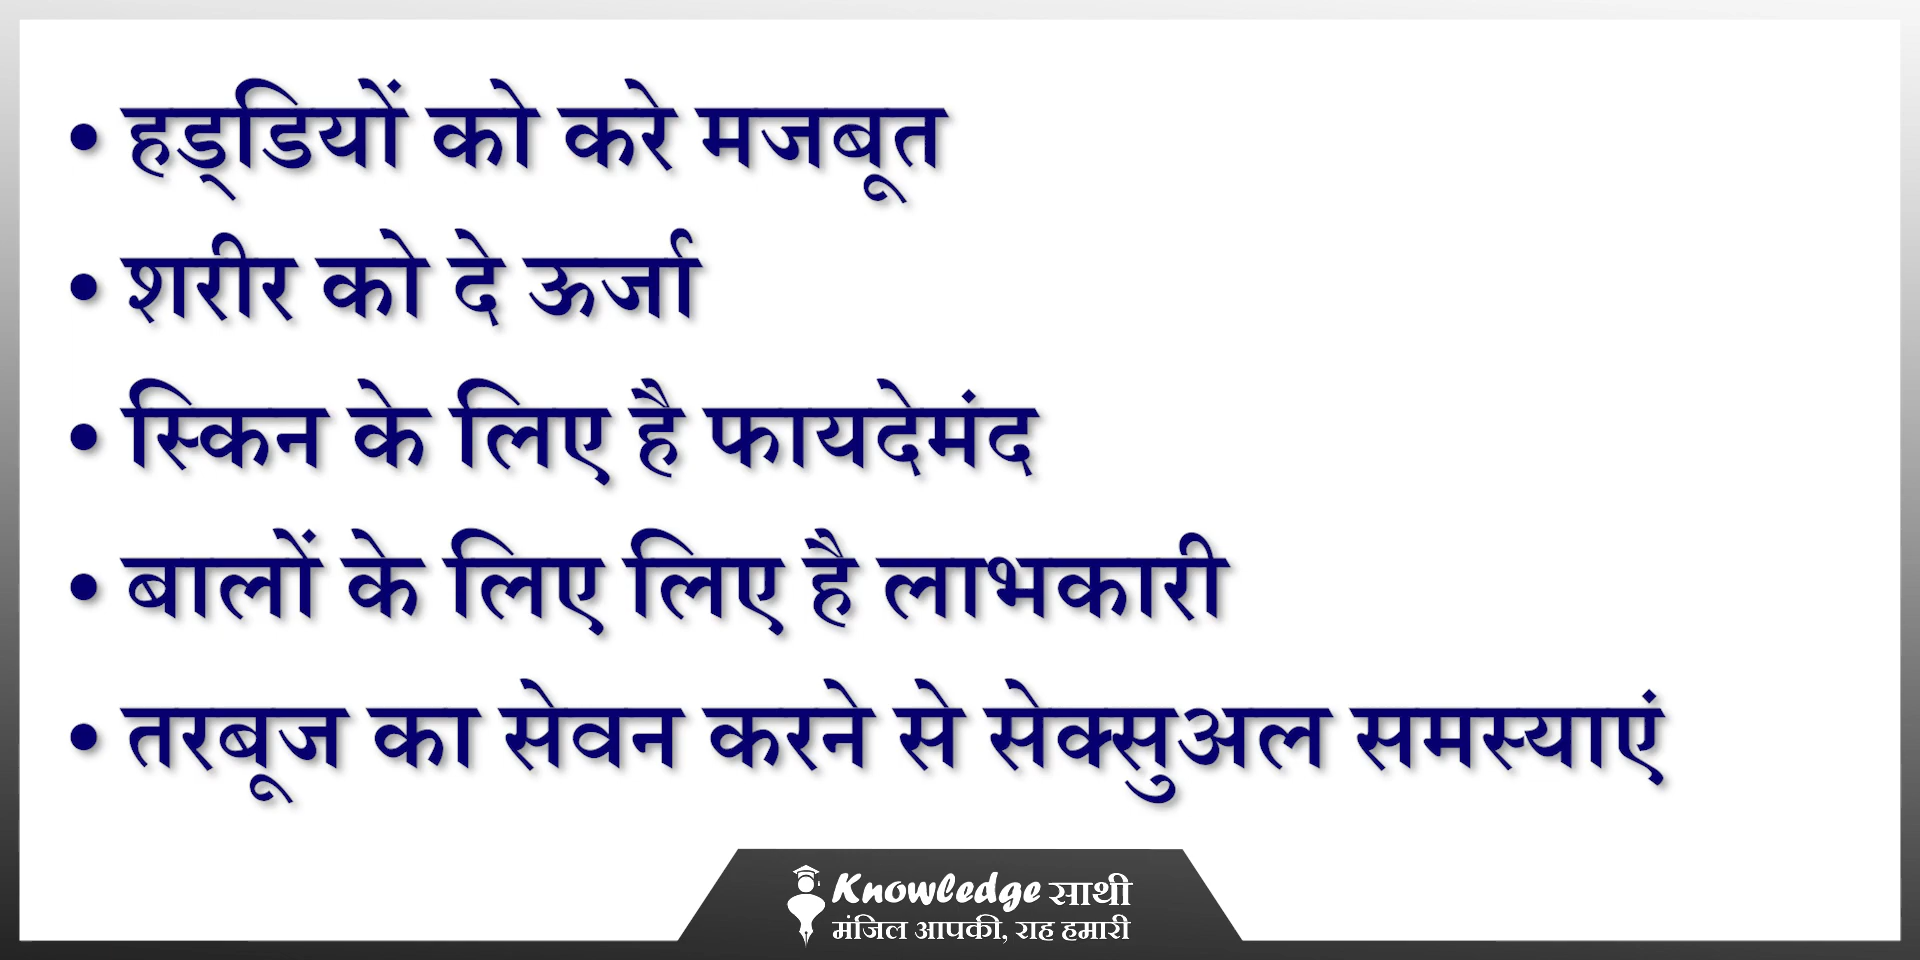 • हड्डियों को करे मजबूत
• शरीर को दे ऊर्जा
• स्किन के लिए है फायदेमंद
• बालों के लिए लिए है लाभकारी
• तरबूज का सेवन करने से सेक्सुअल समस्याएं
Knowledge साथी
मंजिल आपकी, राह हमारी